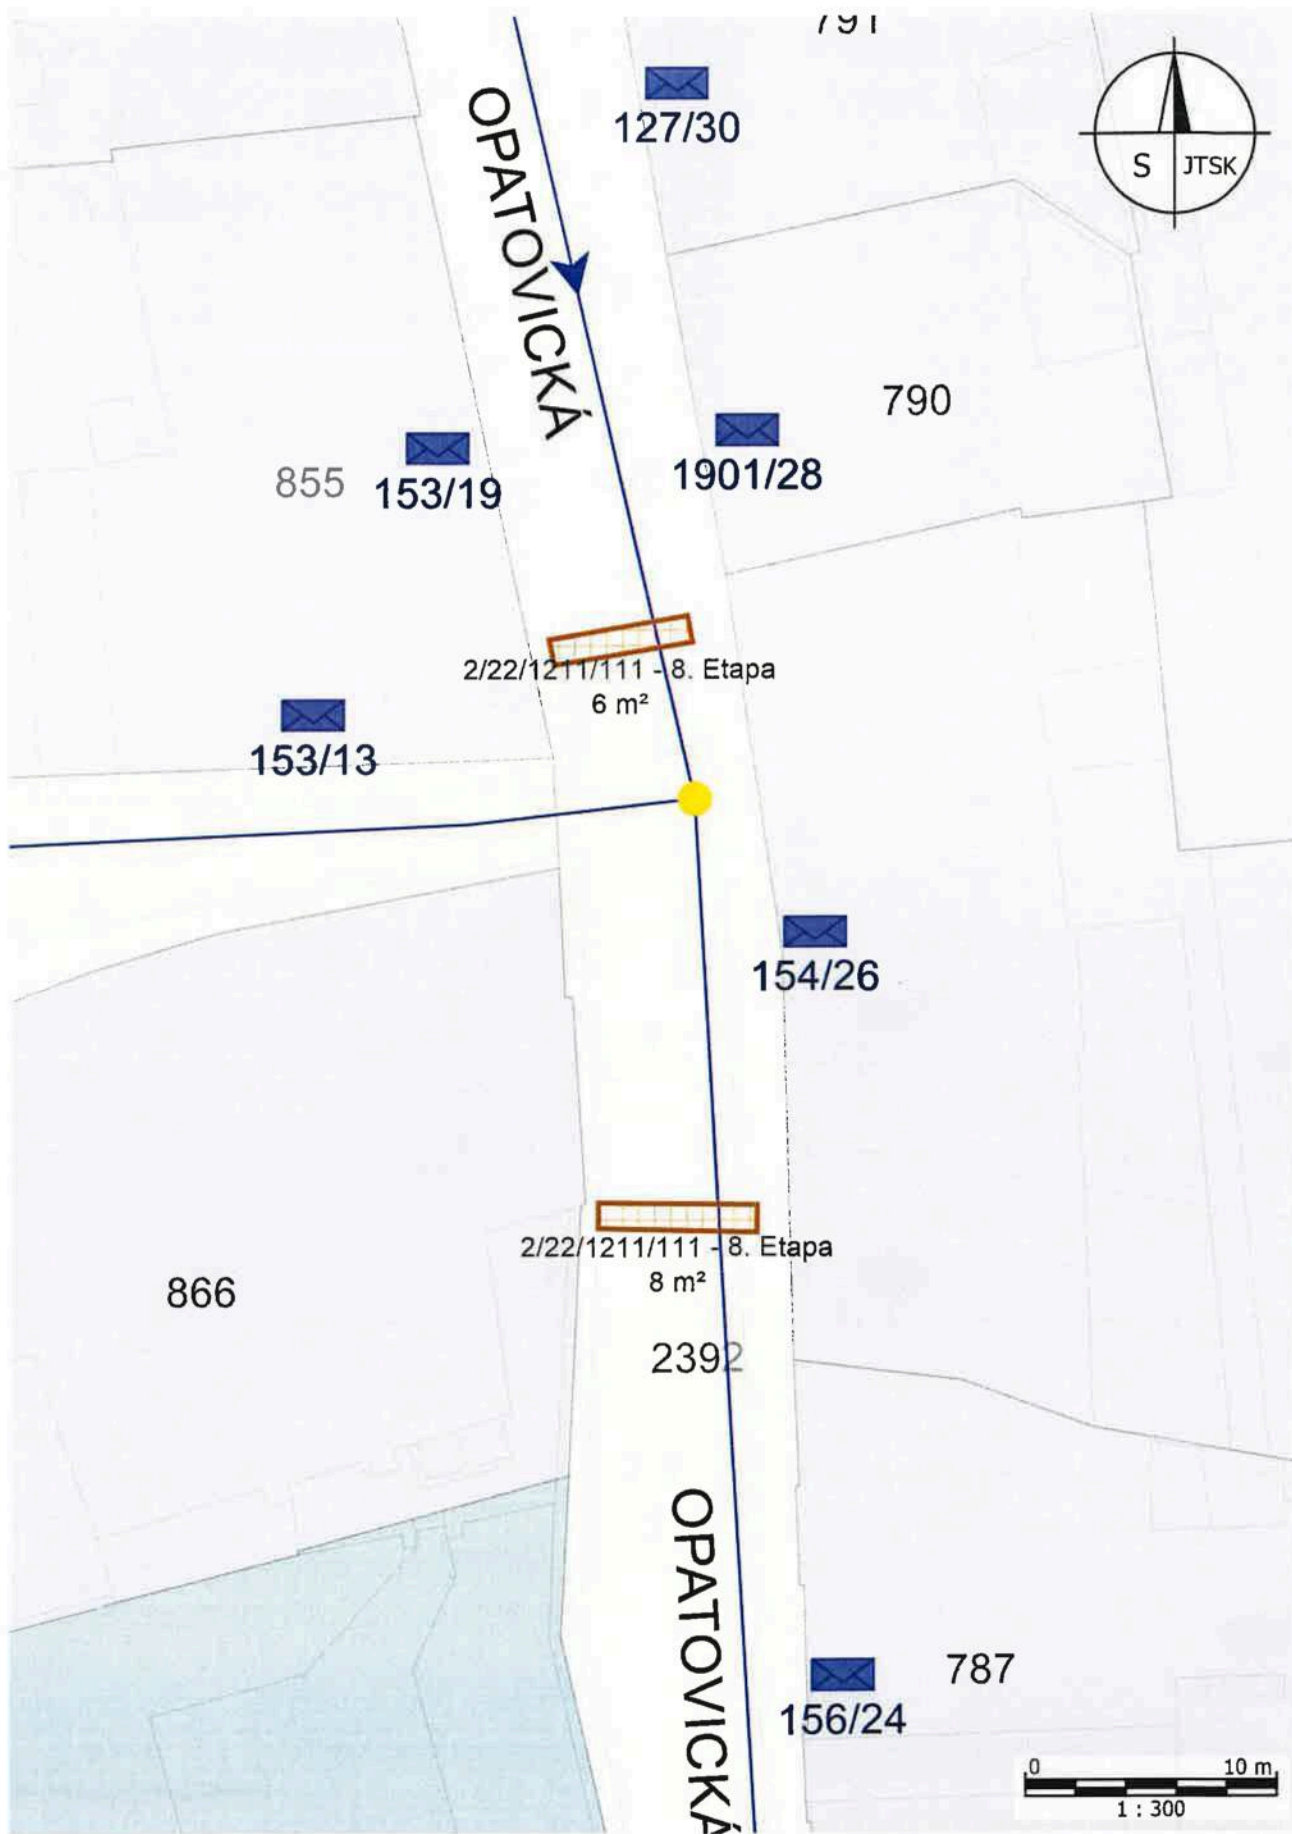 791
OPATOVICKÁ
127/30
S JTSK
790
855
153/19
1901/28
2/22/1211/111 - 8. Etapa
6 m²
153/13
154/26
2/22/1211/111 - 8. Etapa
8 m²
866
2392
OPATOVICKÁ
787
156/24
0 10 m
1 : 300